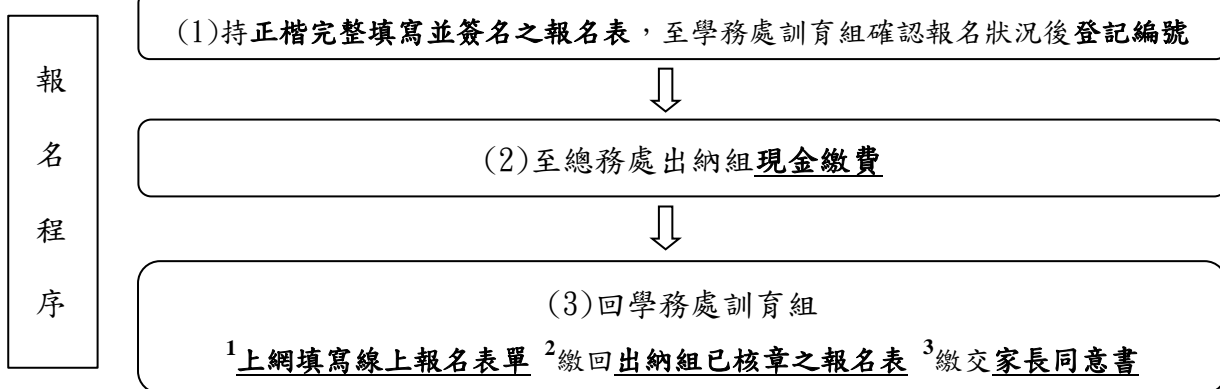 報名程序
(1)持正楷完整填寫並簽名之報名表，至學務處訓育組確認報名狀況後登記編號
(2)至總務處出納組現金繳費
(3)回學務處訓育組
1上網填寫線上報名表單 2繳回出納組已核章之報名表 3繳交家長同意書